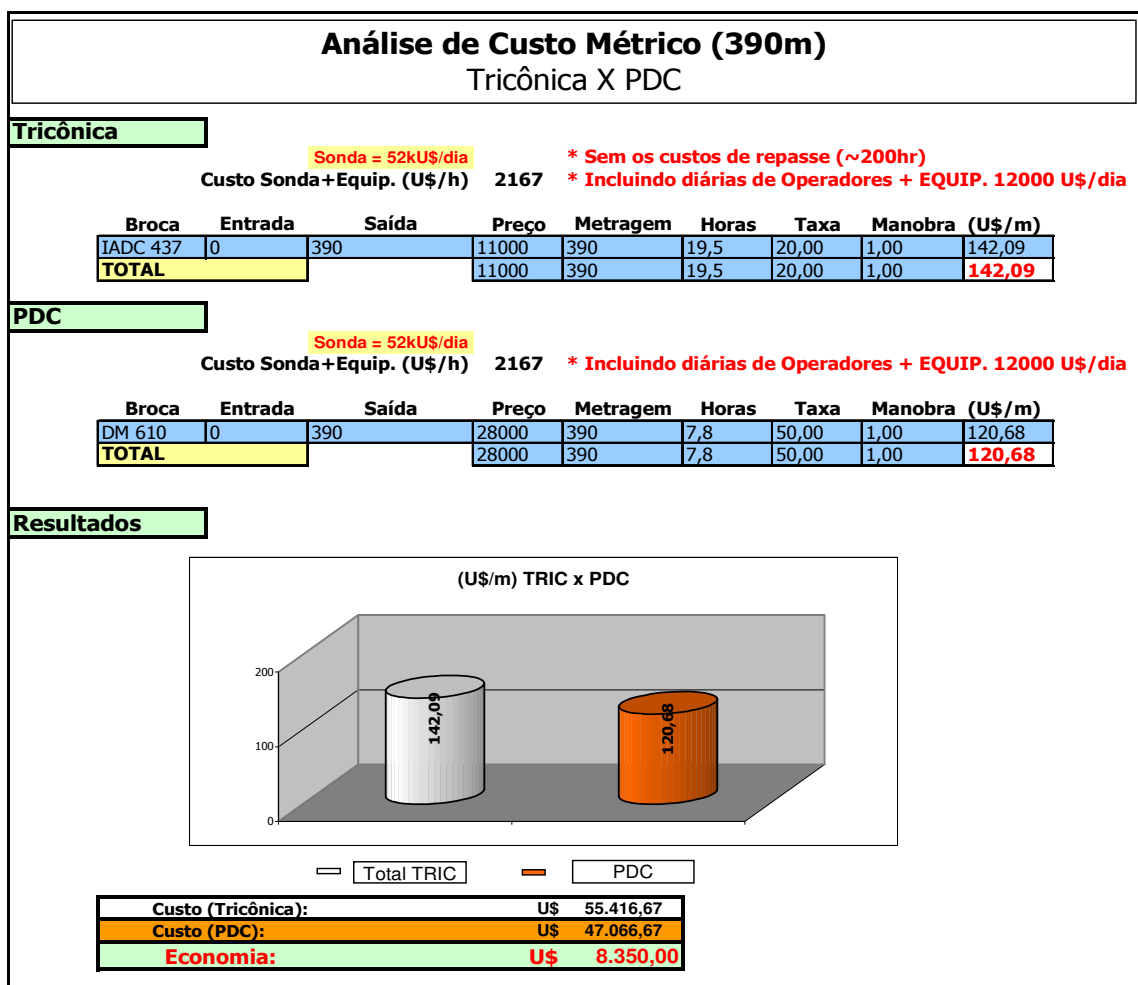 Análise de Custo Métrico (390m)
Tricônica X PDC
Tricônica
Sonda = 52kU$/dia * Sem os custos de repasse (~200hr)
Custo Sonda+Equip. (U$/h) 2167 * Incluindo diárias de Operadores + EQUIP. 12000 U$/dia
Broca Entrada Saída Preço Metragem Horas Taxa Manobra (U$/m)
IADC 437 0 390 11000 390 19,5 20,00 1,00 142,09
TOTAL 11000 390 19,5 20,00 1,00 142,09
PDC
Sonda = 52kU$/dia
Custo Sonda+Equip. (U$/h) 2167 * Incluindo diárias de Operadores + EQUIP. 12000 U$/dia
Broca Entrada Saída Preço Metragem Horas Taxa Manobra (U$/m)
DM 610 0 390 28000 390 7,8 50,00 1,00 120,68
TOTAL 28000 390 7,8 50,00 1,00 120,68
Resultados
(U$/m) TRIC x PDC
200
100
0
142,09
120,68
Total TRIC PDC
Custo (Tricônica): U$ 55.416,67
Custo (PDC): U$ 47.066,67
Economia: U$ 8.350,00